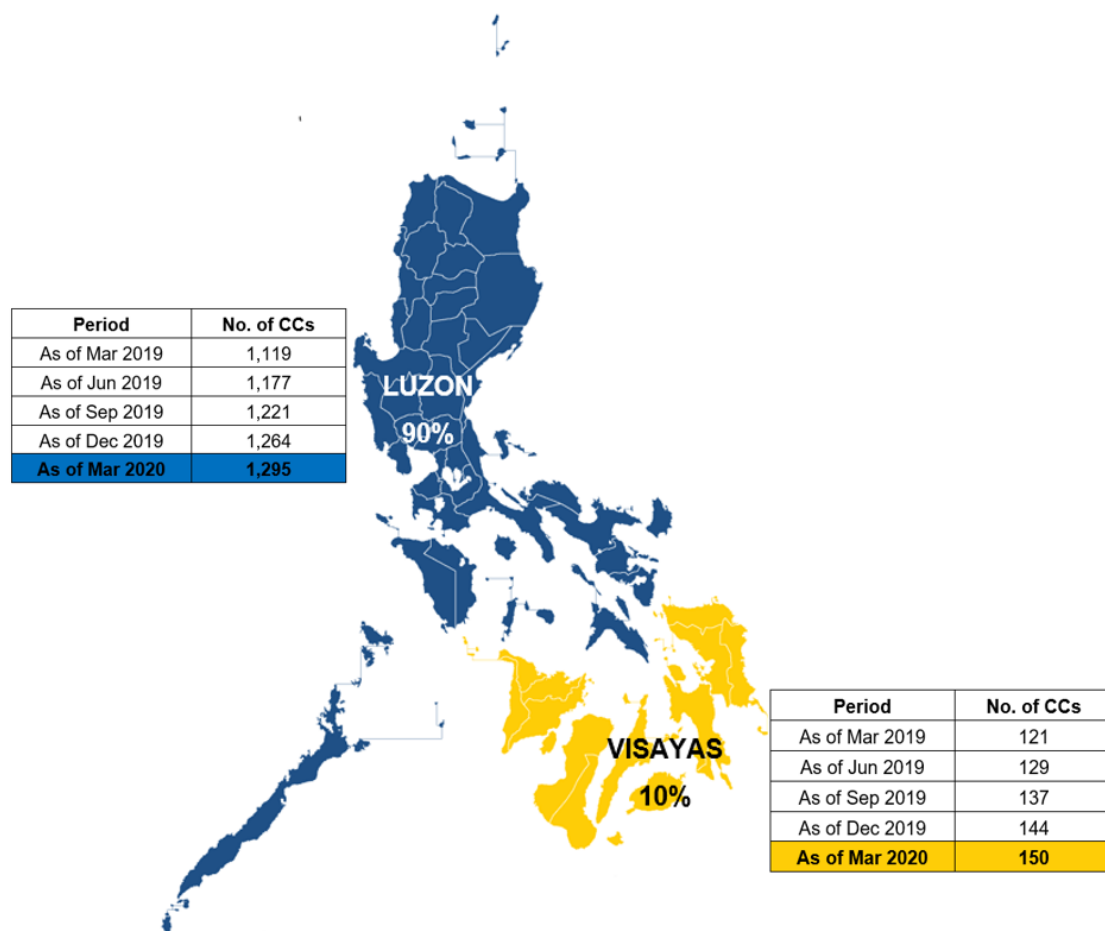 Period No. of CCs
As of Mar 2019 1,119
As of Jun 2019 1,177
As of Sep 2019 1,221
As of Dec 2019 1,264
As of Mar 2020 1,295
LUZON
90%
VISAYAS
10%
Period No. of CCs
As of Mar 2019 121
As of Jun 2019 129
As of Sep 2019 137
As of Dec 2019 144
As of Mar 2020 150